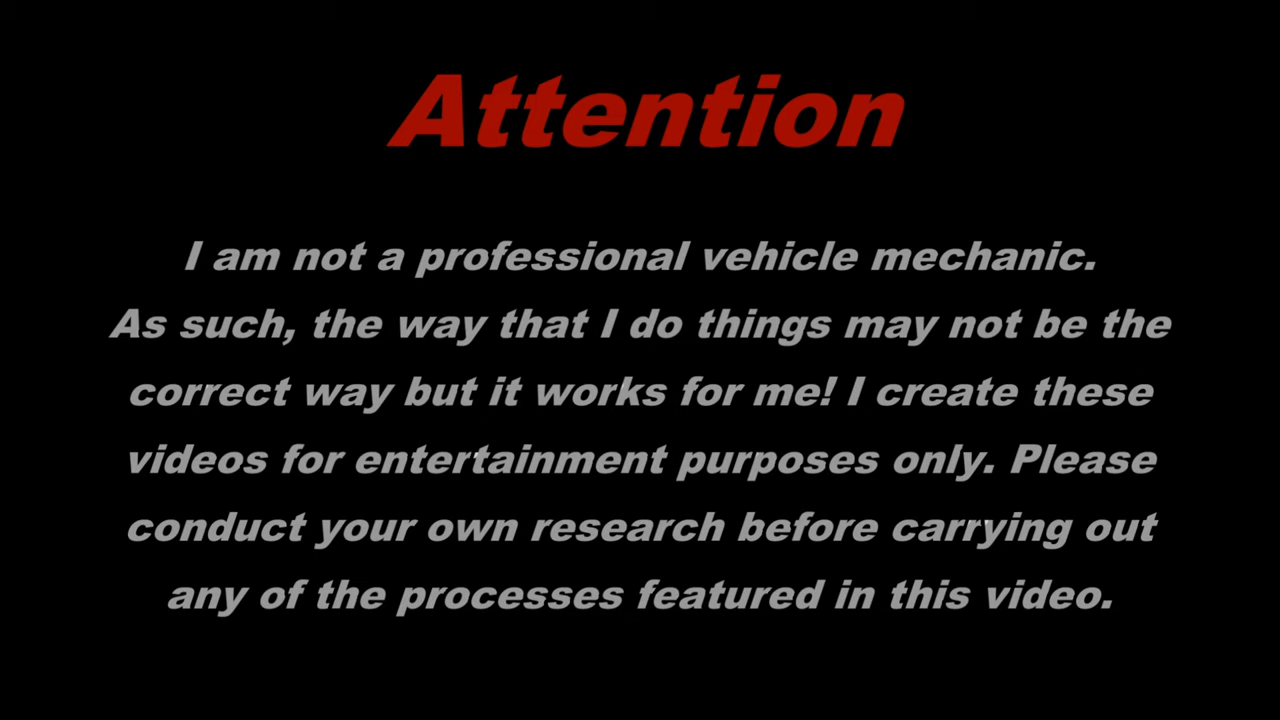 Attention
I am not a professional vehicle mechanic.
As such, the way that I do things may not be the
correct way but it works for me! I create these
videos for entertainment purposes only. Please
conduct your own research before carrying out
any of the processes featured in this video.